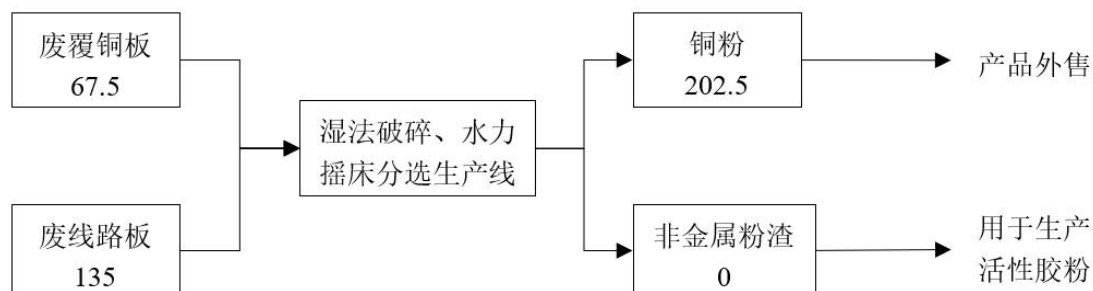 废覆铜板
67.5
废线路板
135
湿法破碎、水力
摇床分选生产线
铜粉
202.5
产品外售
非金属粉渣
0
用于生产
活性胶粉